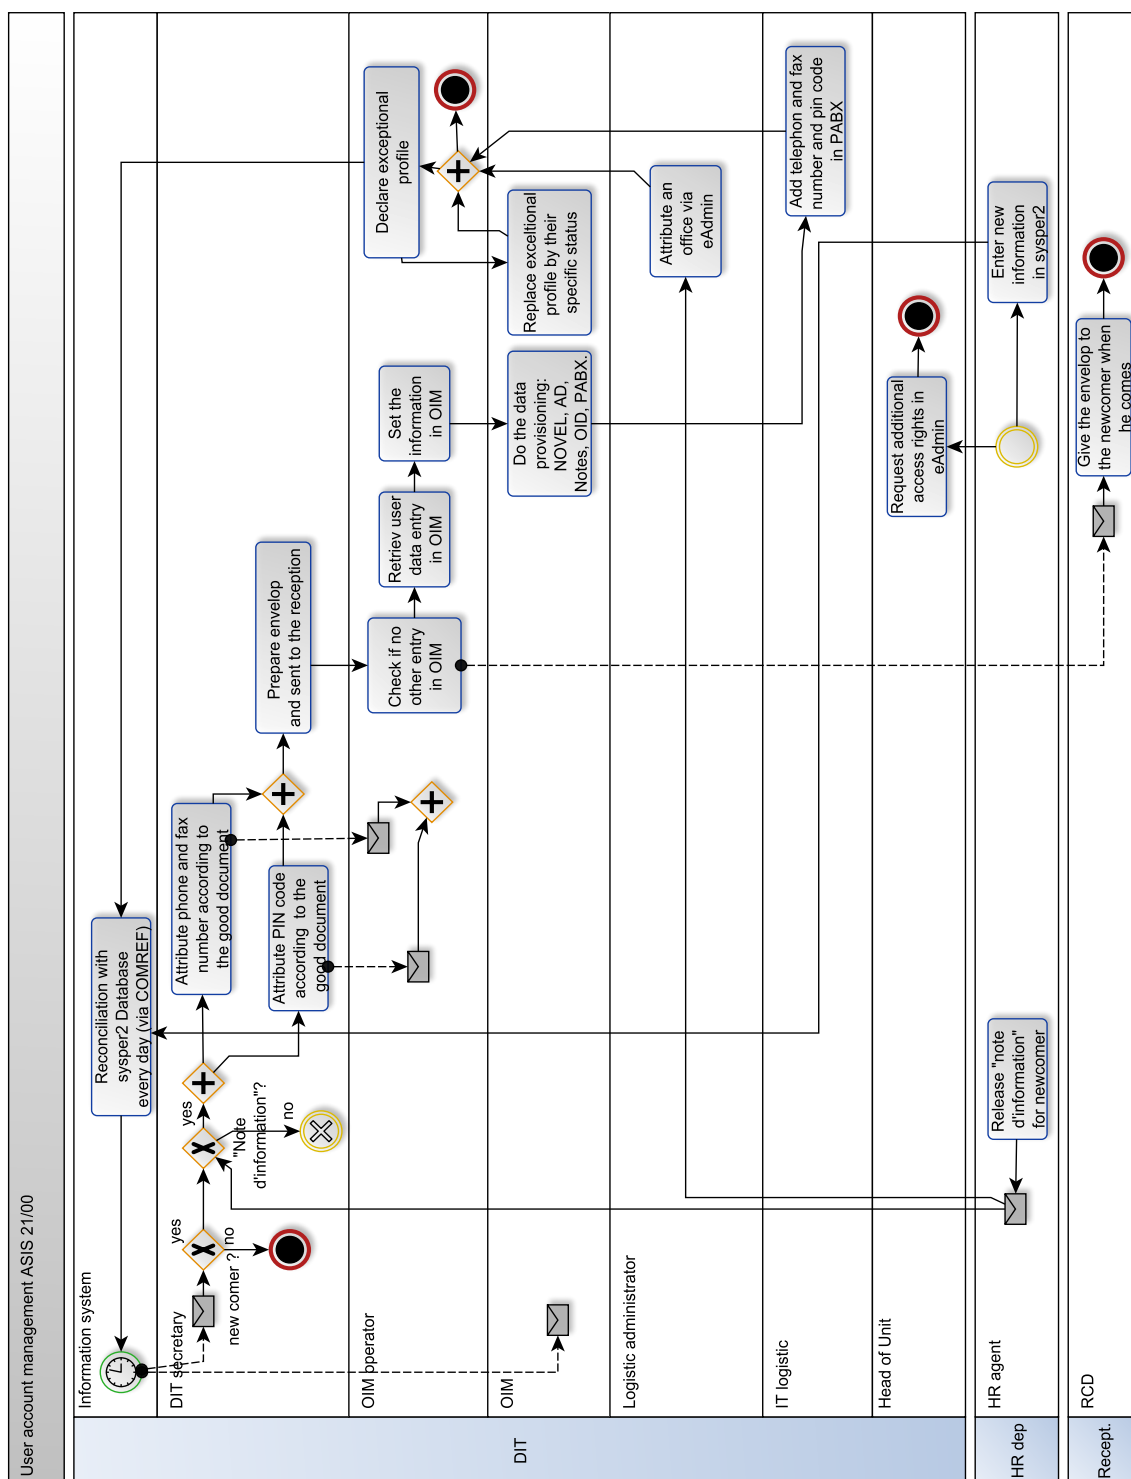 User account management ASIS 21/00
DIT
Information system
Reconciliation with
sysper2 Database
every day (via COMREF)
DIT secretary
new comer ?
yes
no
"Note
d'information"?
yes
no
Attribute phone and fax
number according to
the good document
Attribute PIN code
according to the
good document
Prepare envelop
and sent to the reception
OIM operator
Check if no
other entry
in OIM
Retriev user
data entry
in OIM
Set the
information
in OIM
Declare exceptional
profile
OIM
Do the data
provisioning:
NOVEL, AD,
Notes, OID, PABX.
Replace exceltional
profile by their
specific status
Logistic administrator
Attribute an
office via
eAdmin
IT logistic
Add telephon and fax
number and pin code
in PABX
Head of Unit
Request additional
access rights in
eAdmin
HR dep
HR agent
Release "note
d'information"
for newcomer
Enter new
information
in sysper2
Recept.
RCD
Give the envelop to
the newcomer when
he comes